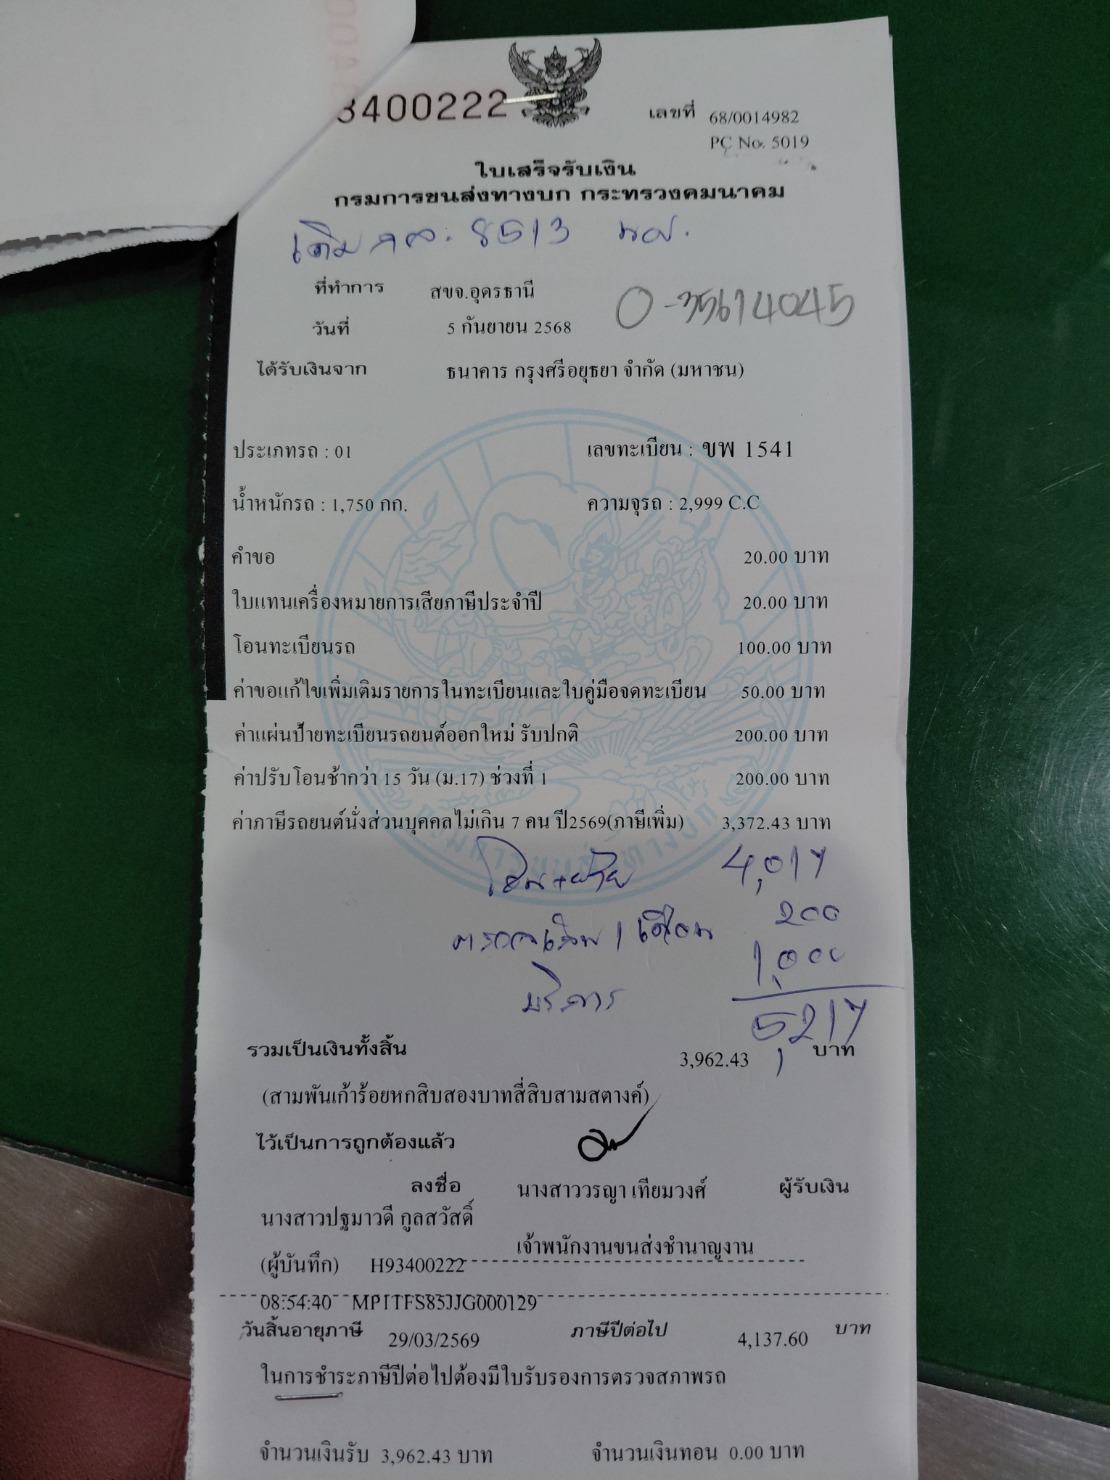 3400222
เลขที่ 68/0014982
PC No. 5019
ใบเสร็จรับเงิน
กรมการขนส่งทางบก กระทรวงคมนาคม
เดิม 8513
ที่ทำการ สขจ.อุดรธานี
0-35614045
วันที่ 5 กันยายน 2568
ได้รับเงินจาก ธนาคาร กรุงศรีอยุธยา จำกัด (มหาชน)
ประเภทรถ : 01 เลขทะเบียน : ขพ 1541
น้ำหนักรถ : 1,750 กก. ความจุรถ : 2,999 C.C
คำขอ 20.00 บาท
ใบแทนเครื่องหมายการเสียภาษีประจำปี 20.00 บาท
โอนทะเบียนรถ 100.00 บาท
ค่าขอแก้ไขเพิ่มเติมรายการในทะเบียนและใบคู่มือจดทะเบียน 50.00 บาท
ค่าแผ่นป้ายทะเบียนรถยนต์ออกใหม่ รับปกติ 200.00 บาท
ค่าปรับโอนช้ากว่า 15 วัน (ม.17) ช่วงที่ 1 200.00 บาท
ค่าภาษีรถยนต์นั่งส่วนบุคคลไม่เกิน 7 คน ปี2569(ภาษีเพิ่ม) 3,372.43 บาท
โอน+ย้าย 4,017
1 เดือน 200
บริการ 1,000
5,217
รวมเป็นเงินทั้งสิ้น 3,962.43 บาท
(สามพันเก้าร้อยหกสิบสองบาทสี่สิบสามสตางค์)
ไว้เป็นการถูกต้องแล้ว
ลงชื่อ นางสาววรญา เทียมวงศ์ ผู้รับเงิน
นางสาวปฐมาวดี กูลสวัสดิ์
เจ้าพนักงานขนส่งชำนาญงาน
(ผู้บันทึก) H93400222
08:54:40 MP1TFS85JJG000129
วันสิ้นอายุภาษี 29/03/2569 ภาษีปีต่อไป 4,137.60 บาท
ในการชำระภาษีปีต่อไปต้องมีใบรับรองการตรวจสภาพรถ
จำนวนเงินรับ 3,962.43 บาท จำนวนเงินทอน 0.00 บาท